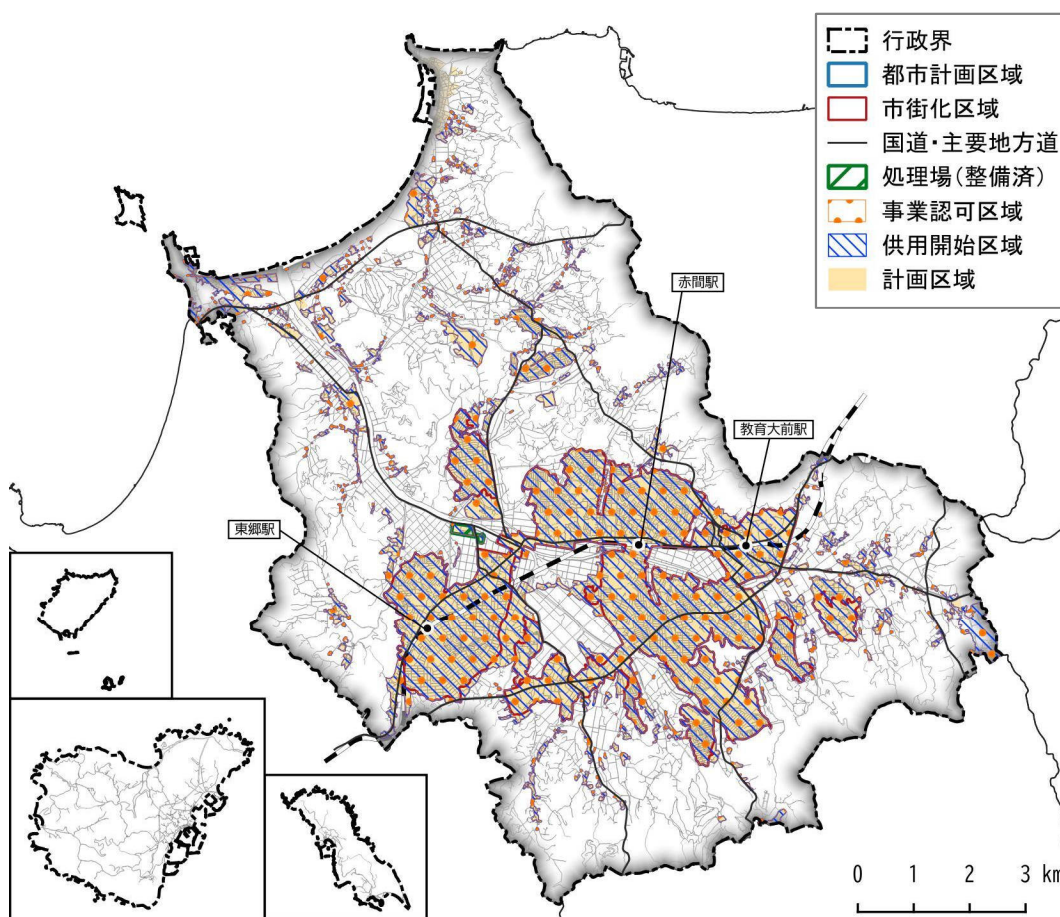 行政界
都市計画区域
市街化区域
国道・主要地方道
処理場(整備済)
事業認可区域
供用開始区域
計画区域
赤間駅
教育大前駅
東郷駅
0 1 2 3 km